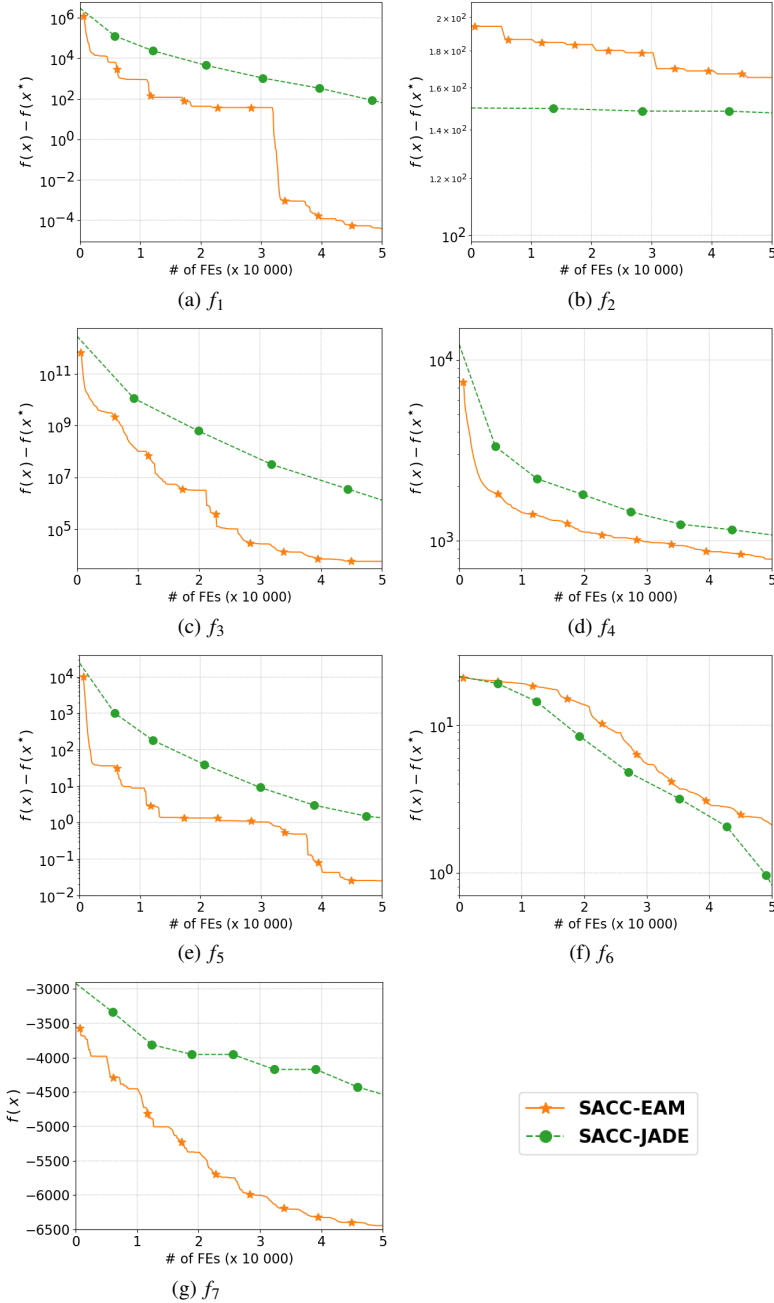 10^6
10^4
10^2
10^0
10^-2
10^-4
f(x) − f(x*)
0 1 2 3 4 5
# of FEs (x 10 000)
(a) f1
2 × 10^2
1.8 × 10^2
1.6 × 10^2
1.4 × 10^2
1.2 × 10^2
10^2
f(x) − f(x*)
0 1 2 3 4 5
# of FEs (x 10 000)
(b) f2
10^11
10^9
10^7
10^5
f(x) − f(x*)
0 1 2 3 4 5
# of FEs (x 10 000)
(c) f3
10^4
10^3
f(x) − f(x*)
0 1 2 3 4 5
# of FEs (x 10 000)
(d) f4
10^4
10^3
10^2
10^1
10^0
10^-1
10^-2
f(x) − f(x*)
0 1 2 3 4 5
# of FEs (x 10 000)
(e) f5
10^1
10^0
f(x) − f(x*)
0 1 2 3 4 5
# of FEs (x 10 000)
(f) f6
−3000
−3500
−4000
−4500
−5000
−5500
−6000
−6500
f(x)
0 1 2 3 4 5
# of FEs (x 10 000)
(g) f7
SACC-EAM
SACC-JADE